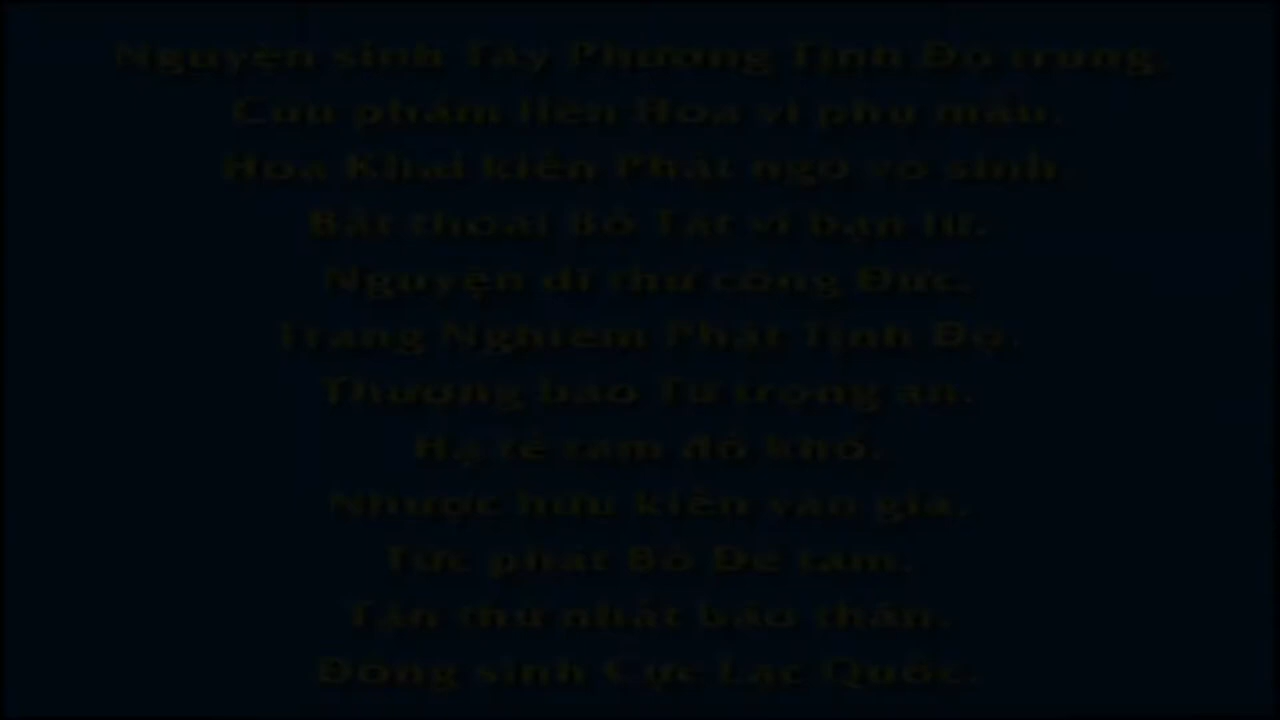 Nguyện sinh Tây Phương Tịnh Độ trung.
Cửu phẩm liên Hoa vi phụ mẫu.
Hoa Khai kiến Phật ngộ vô sinh.
Bất thoái Bồ Tát vi bạn lữ.
Nguyện dĩ thử công Đức.
Trang Nghiêm Phật Tịnh Độ.
Thượng báo Tứ trọng ân.
Hạ tế tam đồ khổ.
Nhược hữu kiến văn giả.
Tức phát Bồ Đề tâm.
Tận thử nhất báo thân.
Đồng sinh Cực Lạc Quốc.